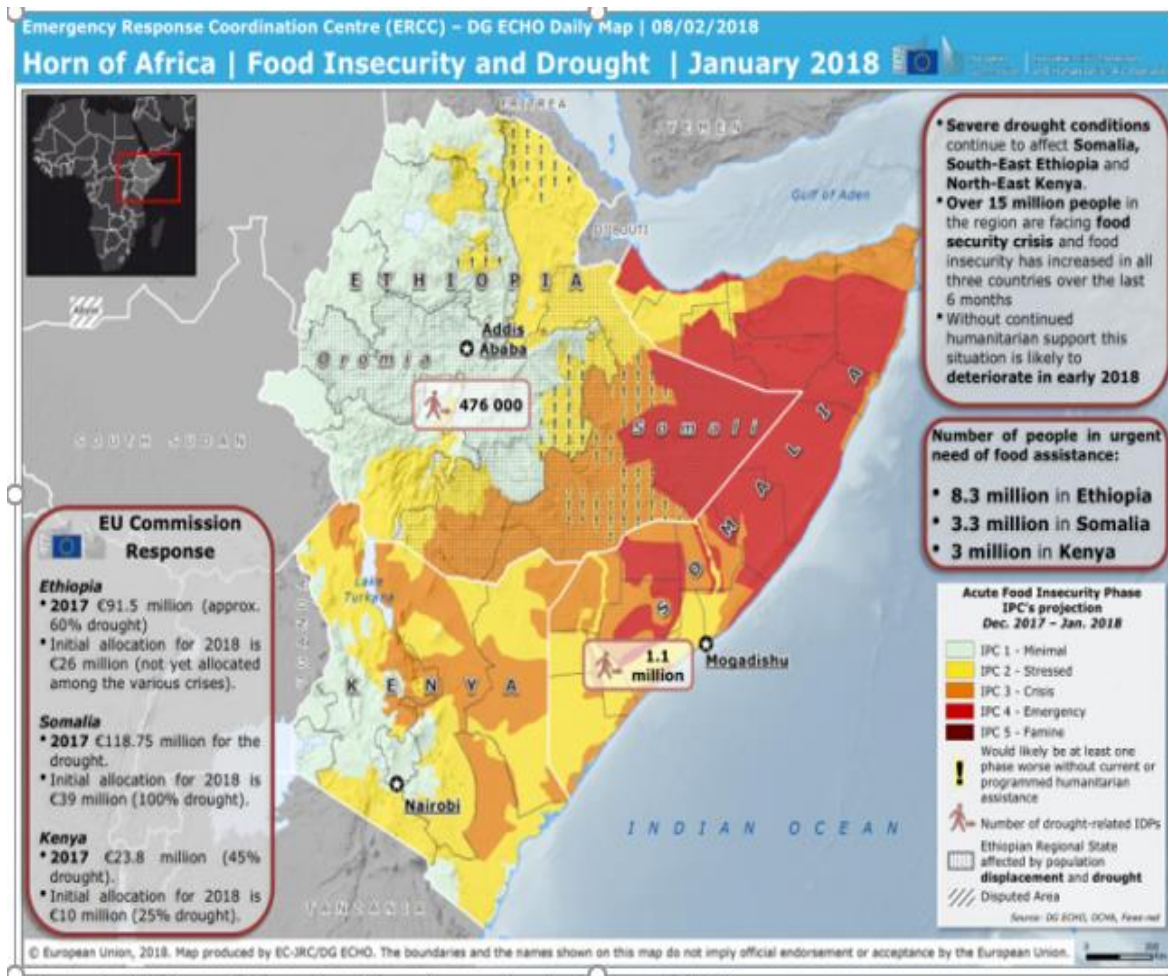 Emergency Response Coordination Centre (ERCC) – DG ECHO Daily Map | 08/02/2018
Horn of Africa | Food Insecurity and Drought | January 2018
ERITREA
YEMEN
Gulf of Aden
DJIBOUTI
ETHIOPIA
Abyei
Addis
Ababa
Oromia
476 000
SOUTH SUDAN
Somali
SOMALIA
Lake
Turkana
UGANDA
KENYA
1.1
million
Mogadishu
Nairobi
INDIAN OCEAN
TANZANIA
• Severe drought conditions
continue to affect Somalia,
South-East Ethiopia and
North-East Kenya.
• Over 15 million people in
the region are facing food
security crisis and food
insecurity has increased in all
three countries over the last
6 months
• Without continued
humanitarian support this
situation is likely to
deteriorate in early 2018
Number of people in urgent
need of food assistance:
• 8.3 million in Ethiopia
• 3.3 million in Somalia
• 3 million in Kenya
EU Commission
Response
Ethiopia
• 2017 €91.5 million (approx.
60% drought)
• Initial allocation for 2018 is
€26 million (not yet allocated
among the various crises).
Somalia
• 2017 €118.75 million for the
drought.
• Initial allocation for 2018 is
€39 million (100% drought).
Kenya
• 2017 €23.8 million (45%
drought).
• Initial allocation for 2018 is
€10 million (25% drought).
Acute Food Insecurity Phase
IPC's projection
Dec. 2017 – Jan. 2018
IPC 1 - Minimal
IPC 2 - Stressed
IPC 3 - Crisis
IPC 4 - Emergency
IPC 5 - Famine
Would likely be at least one
phase worse without current or
programmed humanitarian
assistance
Number of drought-related IDPs
Ethiopian Regional State
affected by population
displacement and drought
Disputed Area
Source: DG ECHO, OCHA, Fews-net
© European Union, 2018. Map produced by EC-JRC/DG ECHO. The boundaries and the names shown on this map do not imply official endorsement or acceptance by the European Union.